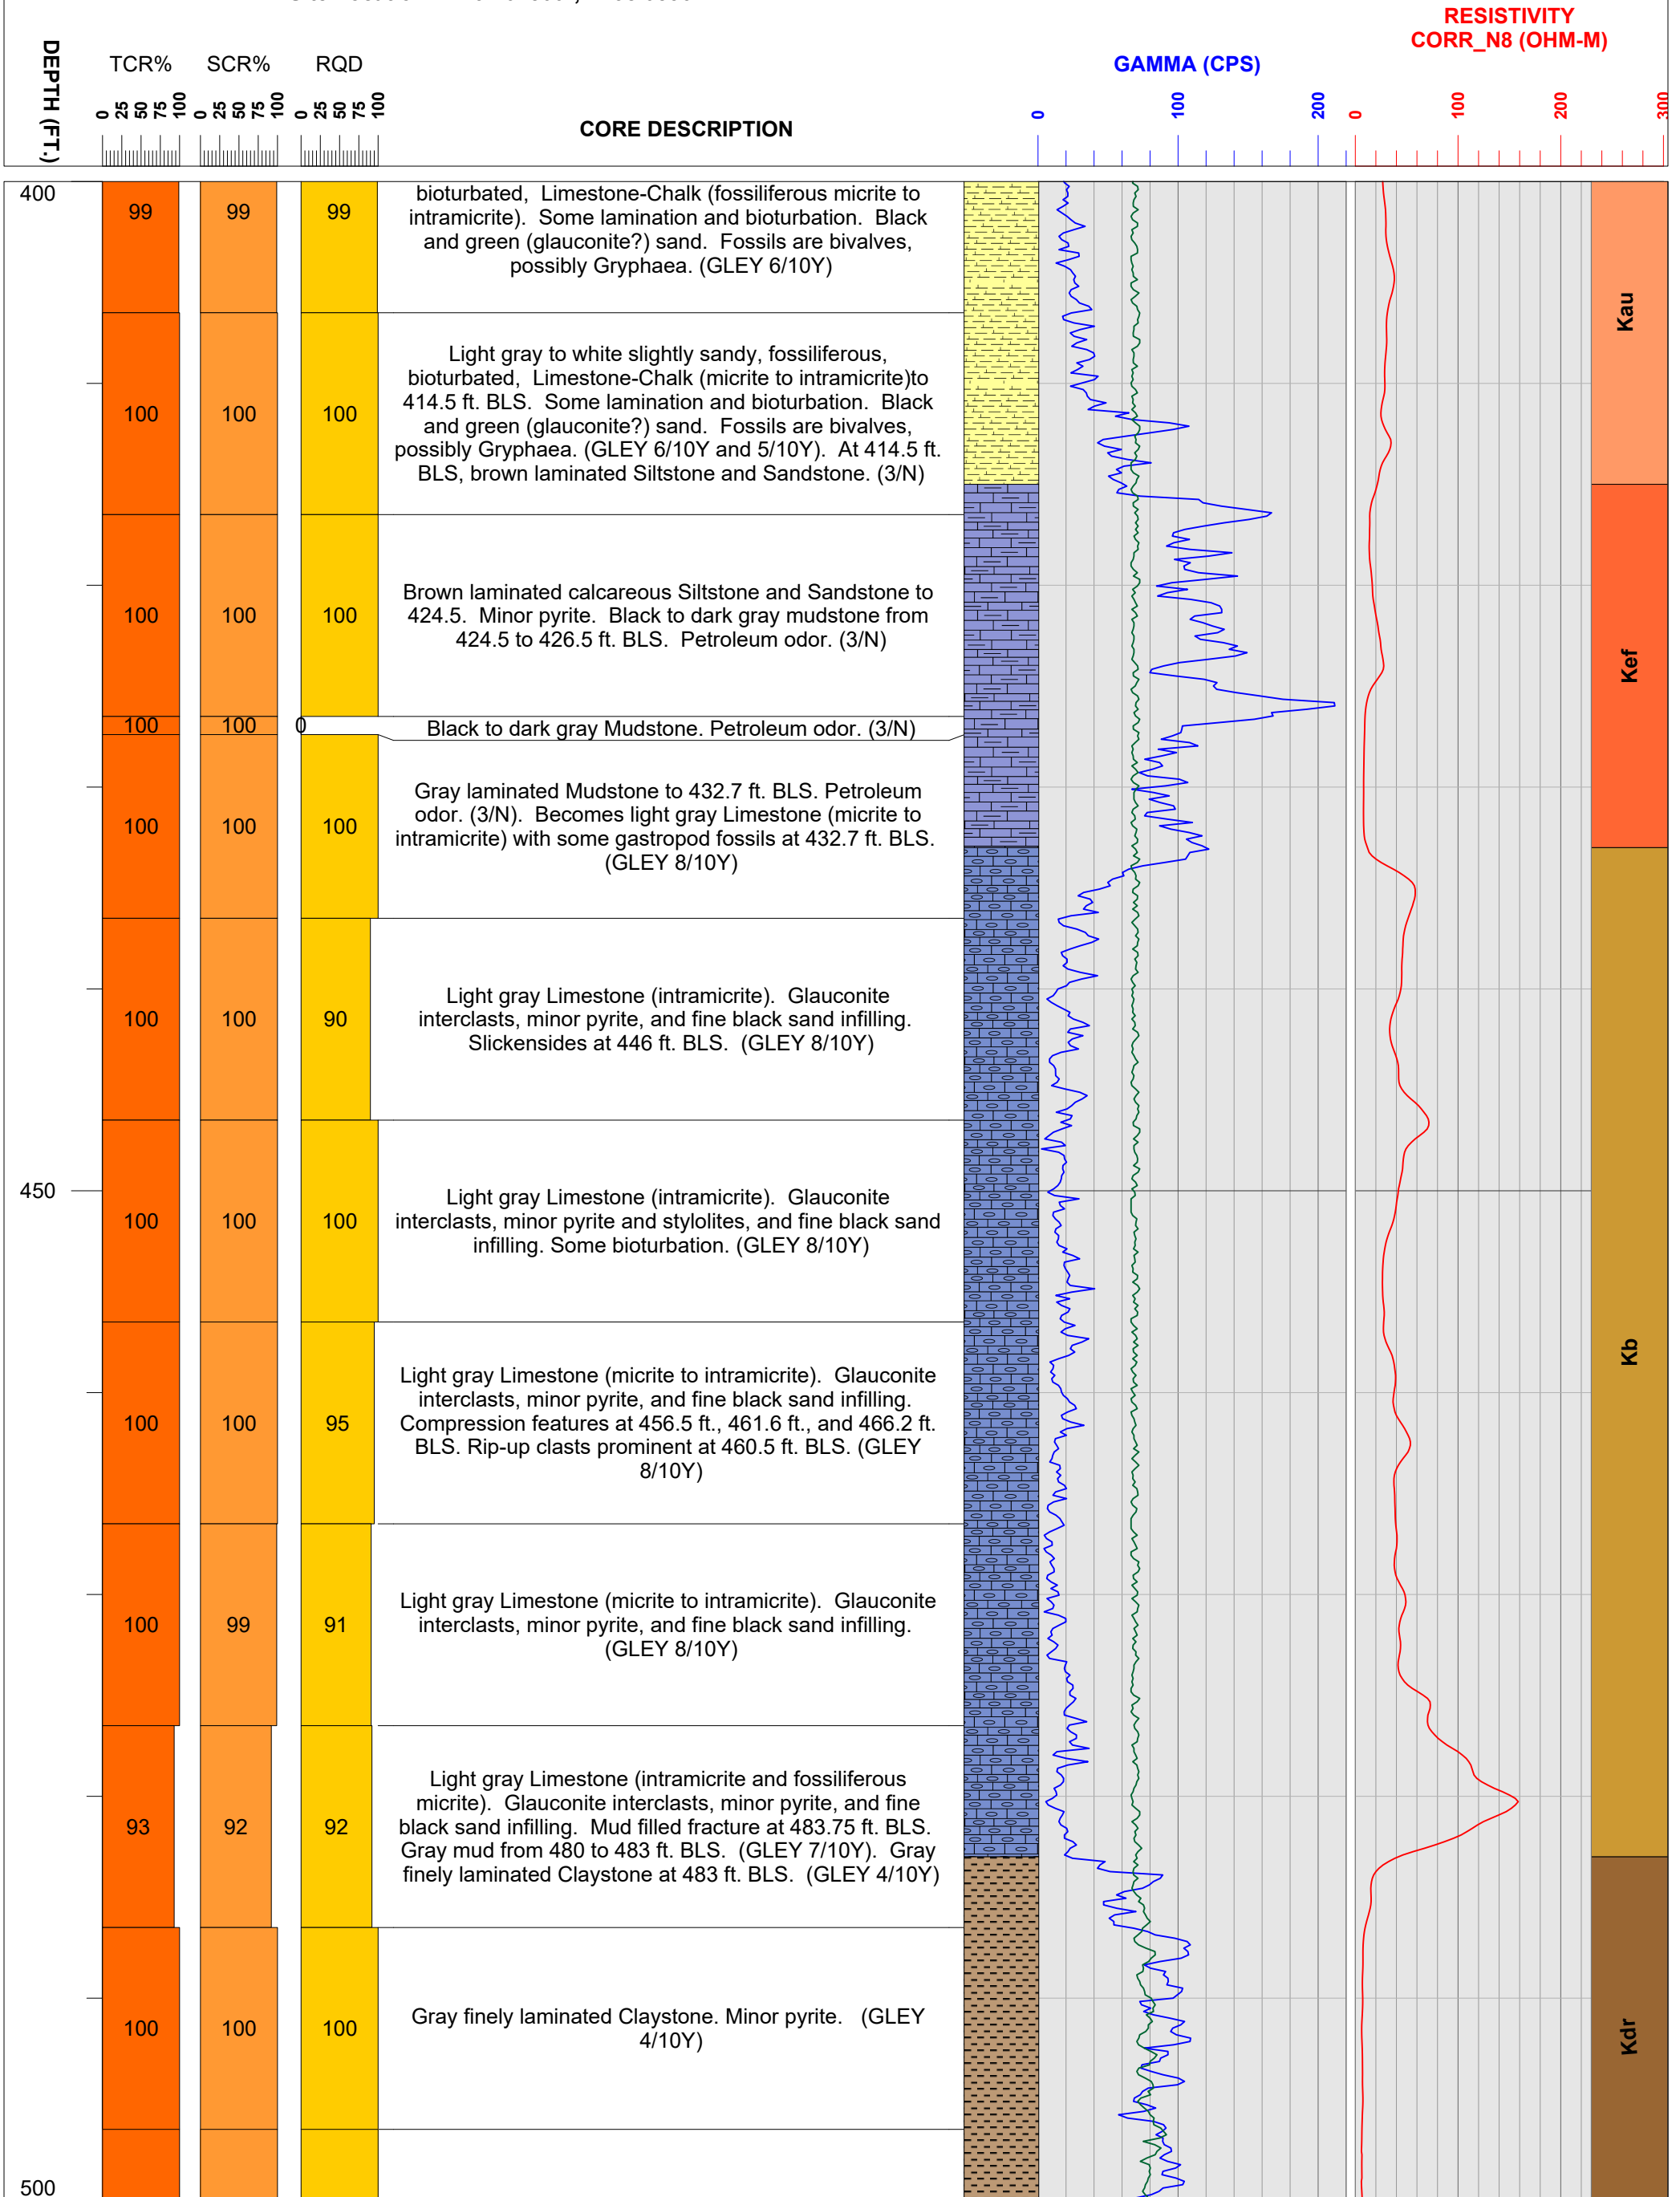 RESISTIVITY
CORR_N8 (OHM-M)
DEPTH (FT.)
TCR%
SCR%
RQD
GAMMA (CPS)
CORE DESCRIPTION
0 25 50 75 100
0 25 50 75 100
0 25 50 75 100
0 100 200
0 100 200 300
400
99 99 99
bioturbated, Limestone-Chalk (fossiliferous micrite to
intramicrite). Some lamination and bioturbation. Black
and green (glauconite?) sand. Fossils are bivalves,
possibly Gryphaea. (GLEY 6/10Y)
Kau
100 100 100
Light gray to white slightly sandy, fossiliferous,
bioturbated, Limestone-Chalk (micrite to intramicrite)to
414.5 ft. BLS. Some lamination and bioturbation. Black
and green (glauconite?) sand. Fossils are bivalves,
possibly Gryphaea. (GLEY 6/10Y and 5/10Y). At 414.5 ft.
BLS, brown laminated Siltstone and Sandstone. (3/N)
100 100 100
Brown laminated calcareous Siltstone and Sandstone to
424.5. Minor pyrite. Black to dark gray mudstone from
424.5 to 426.5 ft. BLS. Petroleum odor. (3/N)
Kef
100 100 0
Black to dark gray Mudstone. Petroleum odor. (3/N)
100 100 100
Gray laminated Mudstone to 432.7 ft. BLS. Petroleum
odor. (3/N). Becomes light gray Limestone (micrite to
intramicrite) with some gastropod fossils at 432.7 ft. BLS.
(GLEY 8/10Y)
100 100 90
Light gray Limestone (intramicrite). Glauconite
interclasts, minor pyrite, and fine black sand infilling.
Slickensides at 446 ft. BLS. (GLEY 8/10Y)
450
100 100 100
Light gray Limestone (intramicrite). Glauconite
interclasts, minor pyrite and stylolites, and fine black sand
infilling. Some bioturbation. (GLEY 8/10Y)
Kb
100 100 95
Light gray Limestone (micrite to intramicrite). Glauconite
interclasts, minor pyrite, and fine black sand infilling.
Compression features at 456.5 ft., 461.6 ft., and 466.2 ft.
BLS. Rip-up clasts prominent at 460.5 ft. BLS. (GLEY
8/10Y)
100 99 91
Light gray Limestone (micrite to intramicrite). Glauconite
interclasts, minor pyrite, and fine black sand infilling.
(GLEY 8/10Y)
93 92 92
Light gray Limestone (intramicrite and fossiliferous
micrite). Glauconite interclasts, minor pyrite, and fine
black sand infilling. Mud filled fracture at 483.75 ft. BLS.
Gray mud from 480 to 483 ft. BLS. (GLEY 7/10Y). Gray
finely laminated Claystone at 483 ft. BLS. (GLEY 4/10Y)
100 100 100
Gray finely laminated Claystone. Minor pyrite. (GLEY
4/10Y)
Kdr
500